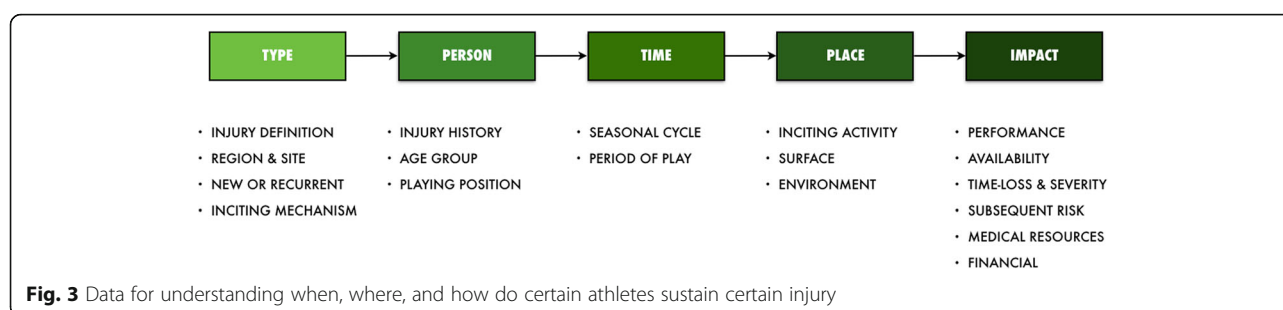 TYPE
PERSON
TIME
PLACE
IMPACT
• INJURY DEFINITION
• REGION & SITE
• NEW OR RECURRENT
• INCITING MECHANISM
• INJURY HISTORY
• AGE GROUP
• PLAYING POSITION
• SEASONAL CYCLE
• PERIOD OF PLAY
• INCITING ACTIVITY
• SURFACE
• ENVIRONMENT
• PERFORMANCE
• AVAILABILITY
• TIME-LOSS & SEVERITY
• SUBSEQUENT RISK
• MEDICAL RESOURCES
• FINANCIAL
Fig. 3 Data for understanding when, where, and how do certain athletes sustain certain injury